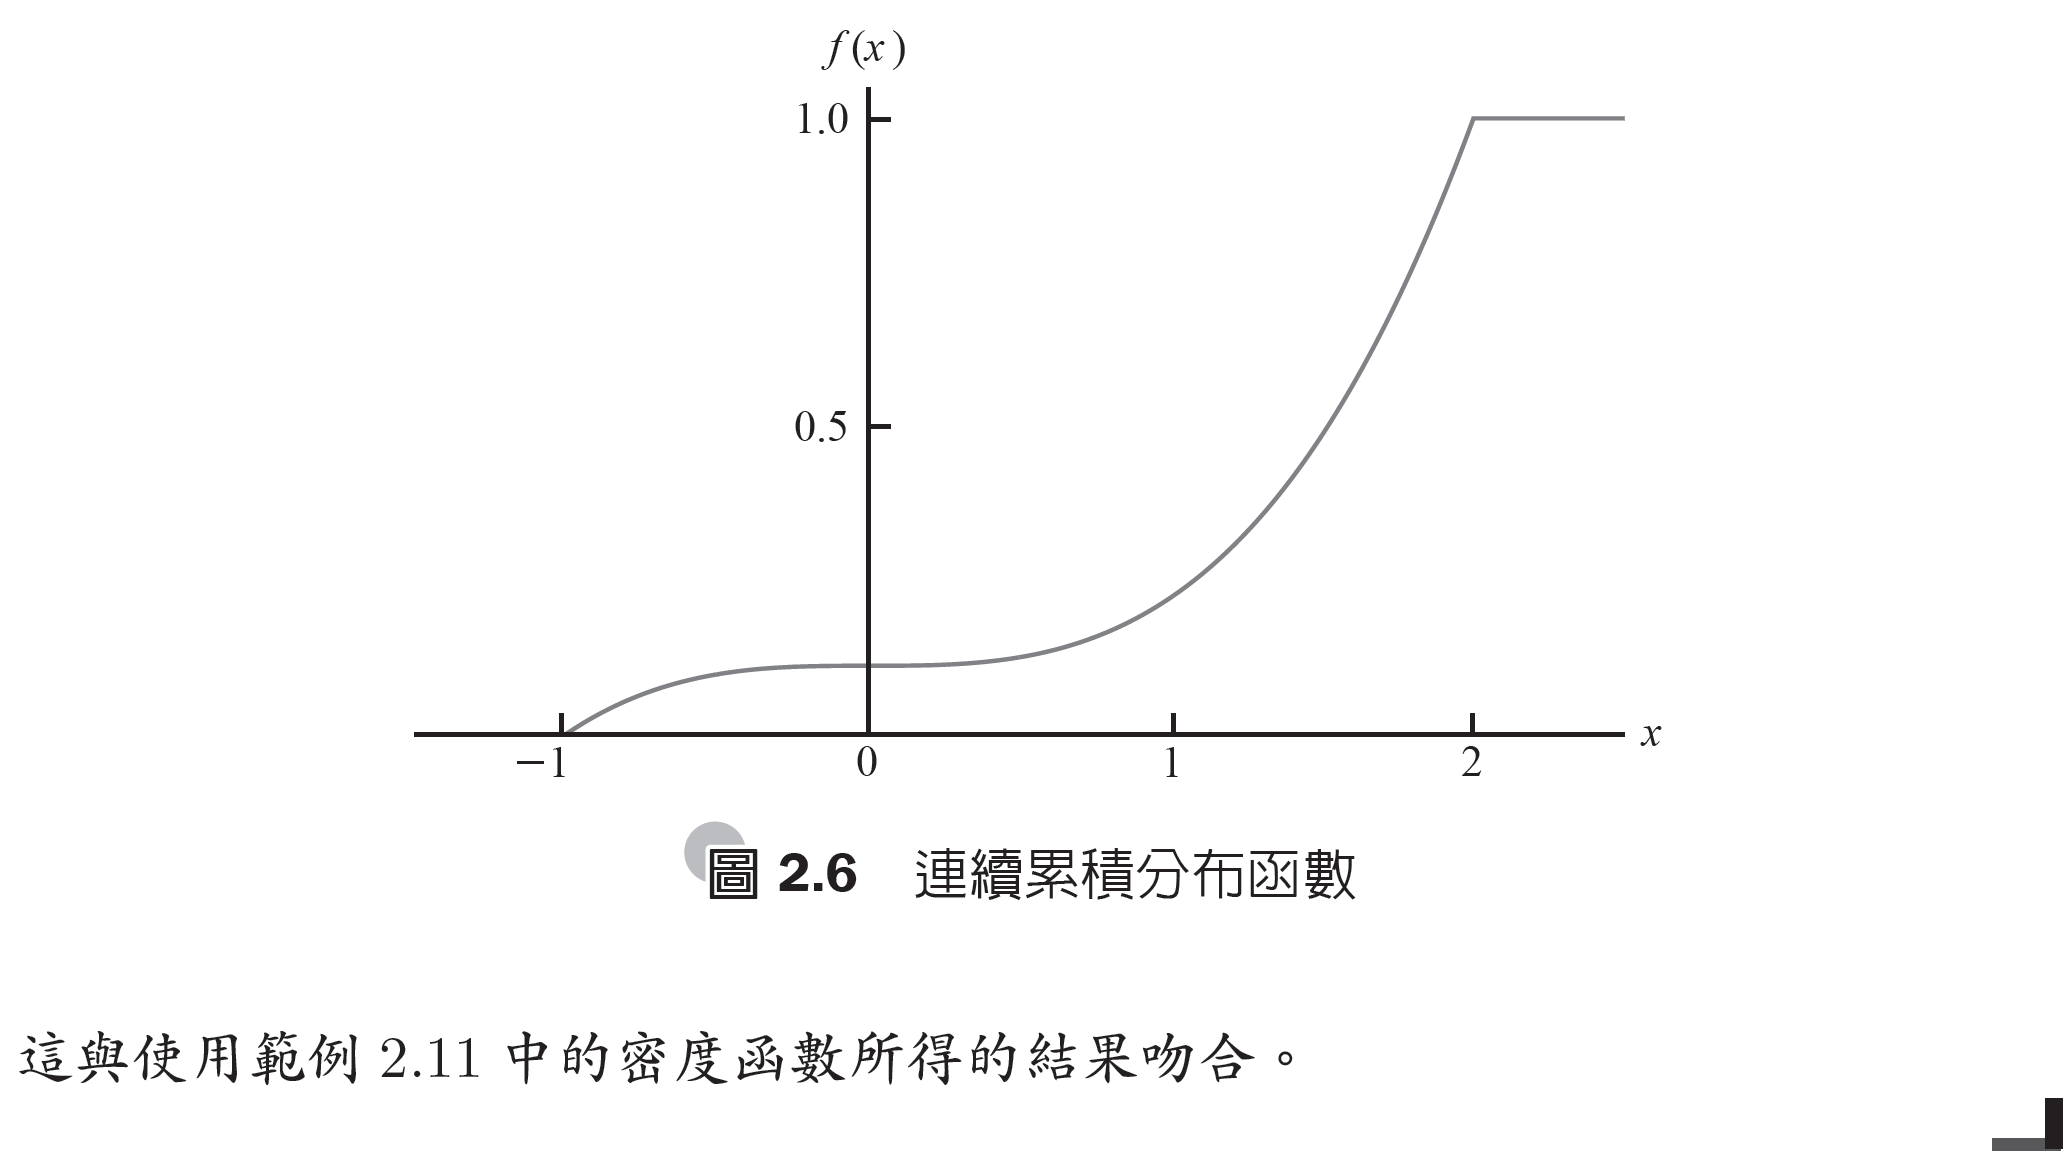 f(x)
1.0
0.5
x
−1 0 1 2
圖 2.6 連續累積分布函數
這與使用範例 2.11 中的密度函數所得的結果吻合。